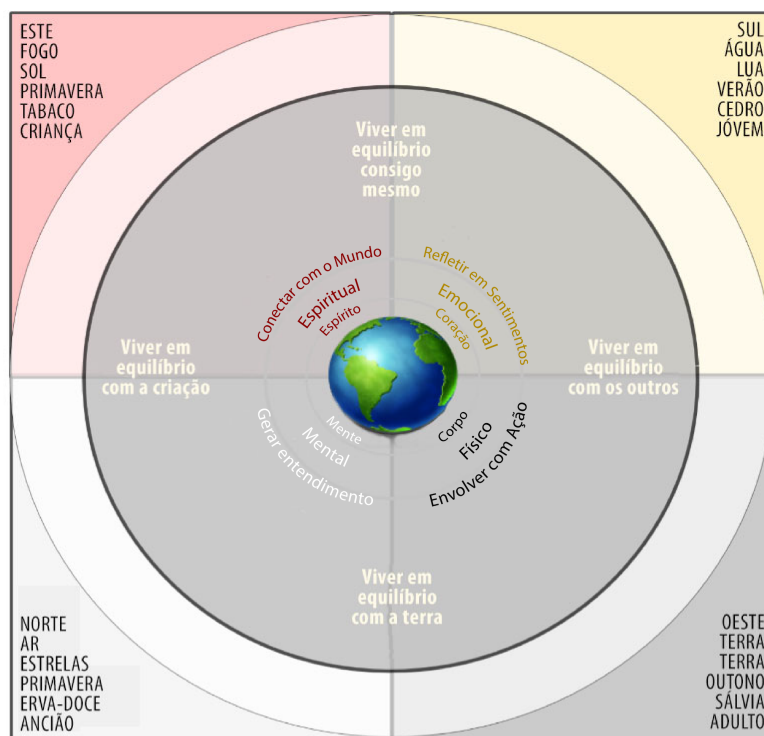 ESTE
FOGO
SOL
PRIMAVERA
TABACO
CRIANÇA
SUL
ÁGUA
LUA
VERÃO
CEDRO
JÓVEM
Viver em
equilíbrio
consigo
mesmo
Conectar com o Mundo
Espiritual
Espírito
Refletir em Sentimentos
Emocional
Coração
Viver em
equilíbrio
com a criação
Viver em
equilíbrio
com os outros
Mente
Mental
Gerar entendimento
Corpo
Físico
Envolver com Ação
Viver em
equilíbrio
com a terra
NORTE
AR
ESTRELAS
PRIMAVERA
ERVA-DOCE
ANCIÃO
OESTE
TERRA
TERRA
OUTONO
SÁLVIA
ADULTO